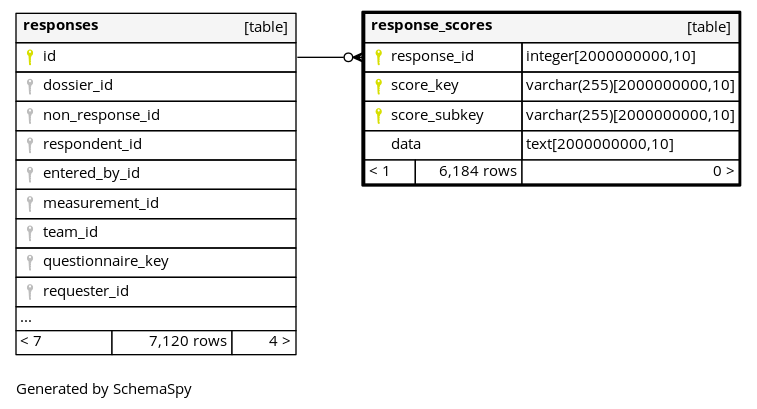 responses [table]
id
dossier_id
non_response_id
respondent_id
entered_by_id
measurement_id
team_id
questionnaire_key
requester_id
...
< 7 7,120 rows 4 >
response_scores [table]
response_id integer[2000000000,10]
score_key varchar(255)[2000000000,10]
score_subkey varchar(255)[2000000000,10]
data text[2000000000,10]
< 1 6,184 rows 0 >
Generated by SchemaSpy